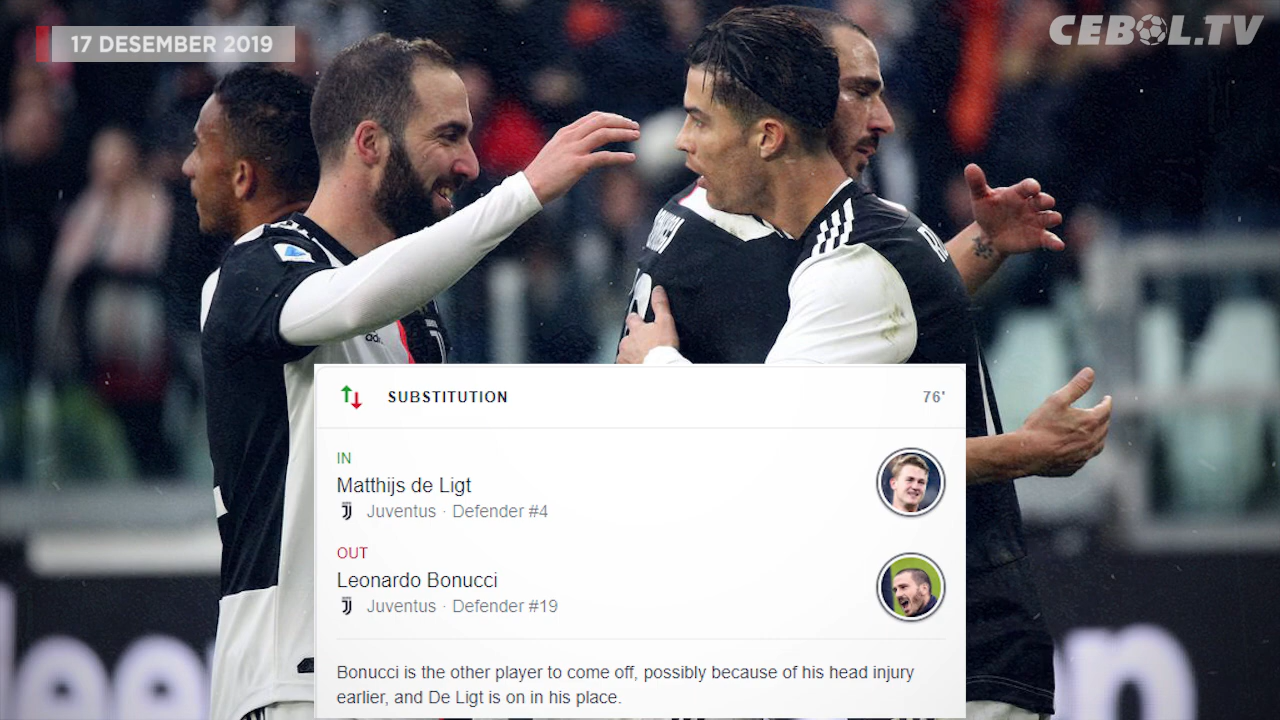 17 DESEMBER 2019
CEBOL.TV
SUBSTITUTION 76'
IN
Matthijs de Ligt
Juventus · Defender #4
OUT
Leonardo Bonucci
Juventus · Defender #19
Bonucci is the other player to come off, possibly because of his head injury
earlier, and De Ligt is on in his place.